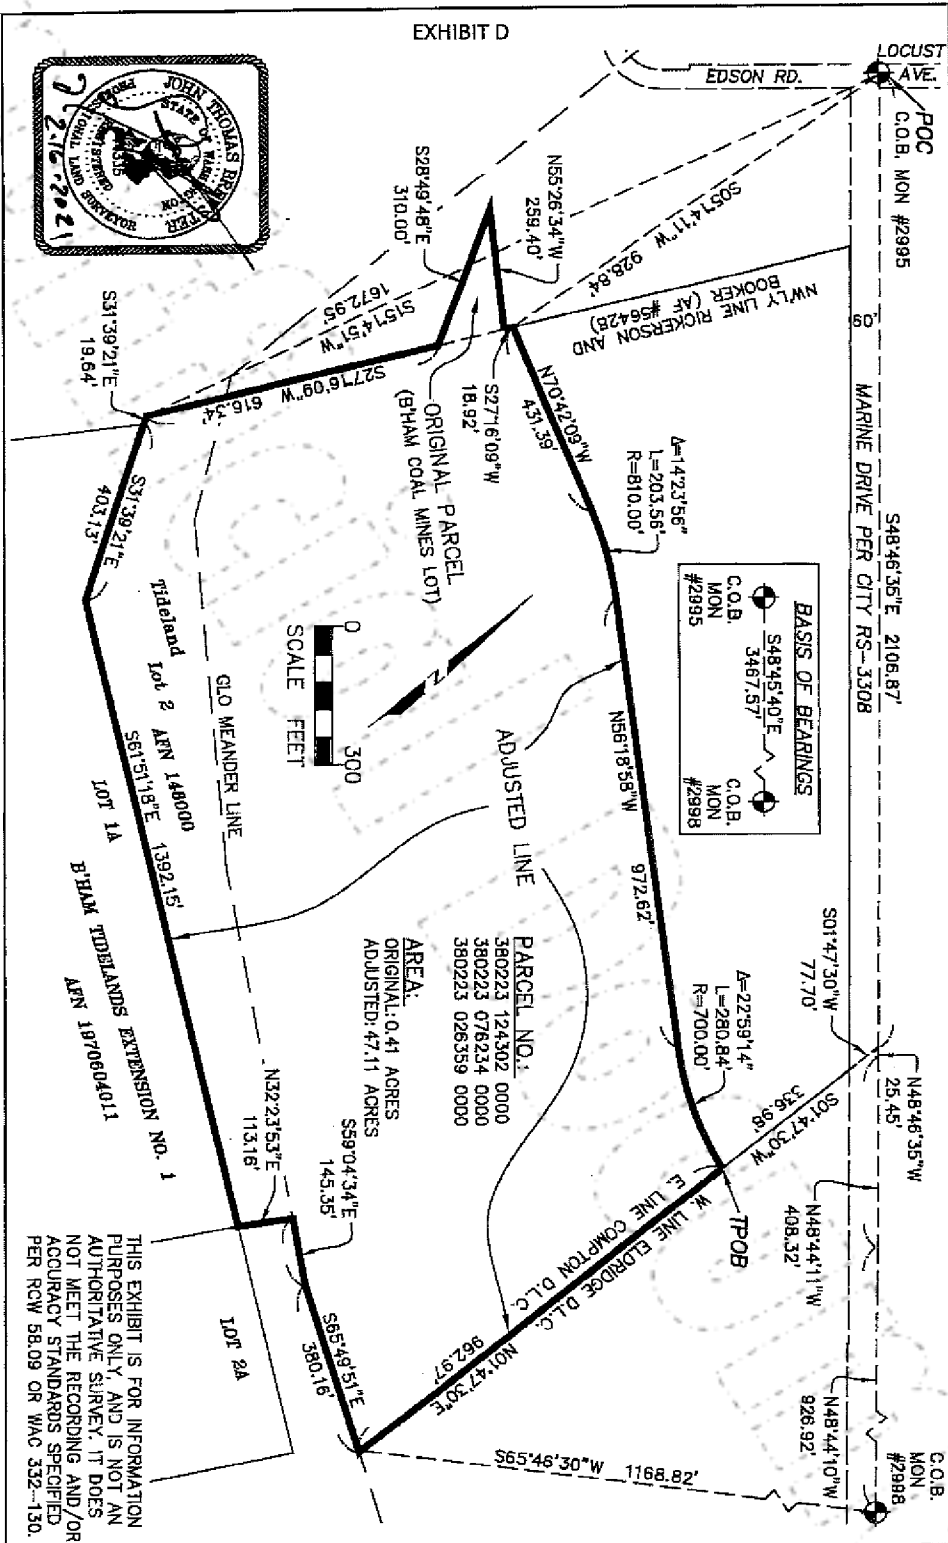 EXHIBIT D
LOCUST
AVE.
EDSON RD.
POC
C.O.B. MON #2995
S05°14'11"W
928.84'
S15°14'51"W
1672.95'
NWLY LINE RICKERSON AND
BOOKER (AF #56428)
60'
S48°46'35"E 2106.87'
MARINE DRIVE PER CITY RS-3308
BASIS OF BEARINGS
S48°45'40"E
3467.57'
C.O.B.
MON
#2995
C.O.B.
MON
#2998
S01°47'30"W
77.70'
N48°46'35"W
25.45'
S01°47'30"W
336.98'
N48°44'11"W
408.32'
N48°44'10"W
926.92'
C.O.B.
MON
#2998
TPOB
N55°26'34"W
259.40'
S28°49'48"E
310.00'
S27°16'09"W
18.92'
N70°42'09"W
431.39'
Δ=14°23'56"
L=203.56'
R=810.00'
N56°18'58"W
972.62'
Δ=22°59'14"
L=280.84'
R=700.00'
ORIGINAL PARCEL
(B'HAM COAL MINES LOT)
S27°16'09"W
616.34'
S31°39'21"E
19.64'
S31°39'21"E
403.13'
N
0
300
SCALE FEET
ADJUSTED LINE
PARCEL NO.:
380223 124302 0000
380223 076234 0000
380223 026359 0000
AREA:
ORIGINAL: 0.41 ACRES
ADJUSTED: 47.11 ACRES
E. LINE COMPTON D.L.C.
W. LINE ELDRIDGE D.L.C.
N01°47'30"E
962.97'
S65°46'30"W 1168.82'
GLO MEANDER LINE
Tideland
Lot 2 AFN 148000
S61°51'18"E 1392.15'
LOT 1A
B'HAM TIDELANDS EXTENSION NO. 1
AFN 1970604011
N32°23'53"E
113.16'
S59°04'34"E
145.35'
S65°49'51"E
380.16'
LOT 2A
JOHN THOMAS BREWSTER
STATE OF WASHINGTON
REGISTERED
PROFESSIONAL LAND SURVEYOR
2·16·2021
THIS EXHIBIT IS FOR INFORMATION
PURPOSES ONLY, AND IS NOT AN
AUTHORITATIVE SURVEY. IT DOES
NOT MEET THE RECORDING AND/OR
ACCURACY STANDARDS SPECIFIED
PER RCW 58.09 OR WAC 332-130.